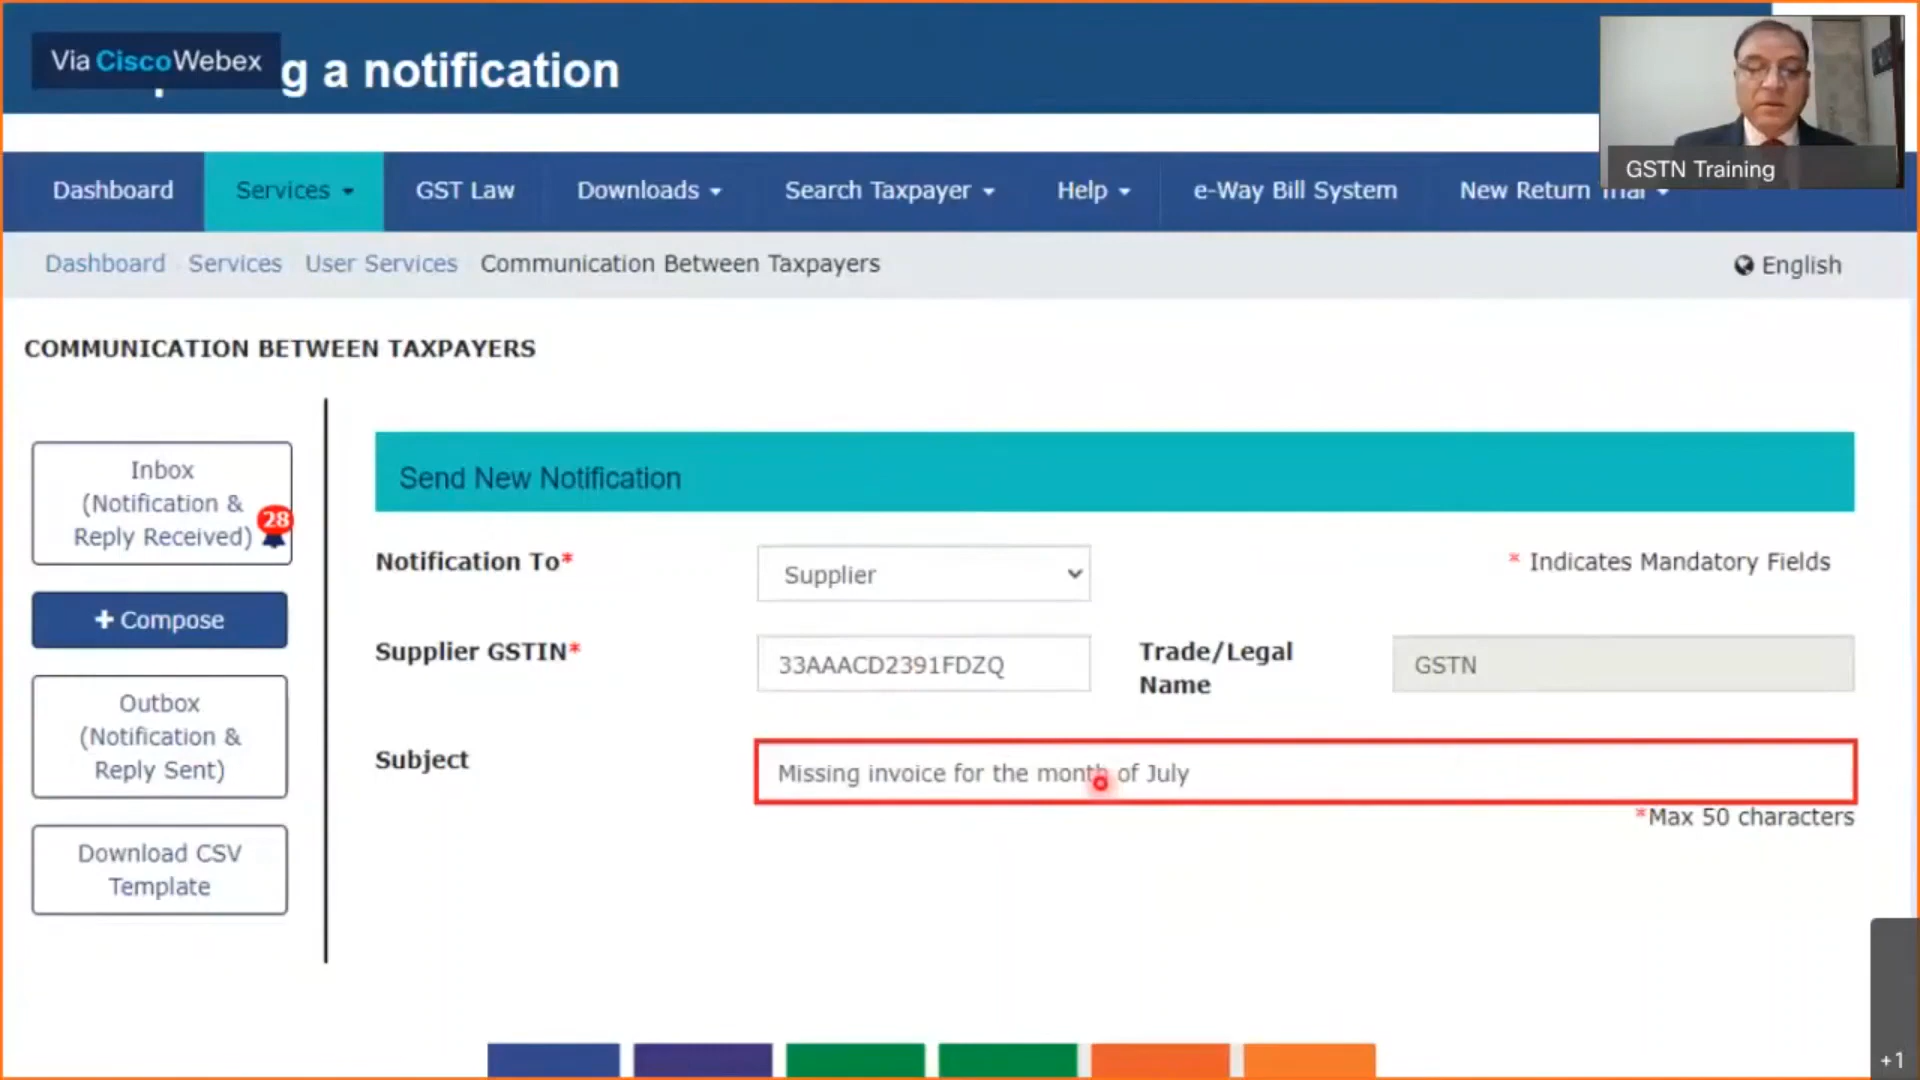 Via CiscoWebex
g a notification
GSTN Training
Dashboard Services GST Law Downloads Search Taxpayer Help e-Way Bill System New Return Trial
Dashboard Services User Services Communication Between Taxpayers
English
COMMUNICATION BETWEEN TAXPAYERS
Inbox
(Notification &
Reply Received)
28
+ Compose
Outbox
(Notification &
Reply Sent)
Download CSV
Template
Send New Notification
Notification To*
Supplier
* Indicates Mandatory Fields
Supplier GSTIN*
33AAACD2391FDZQ
Trade/Legal
Name
GSTN
Subject
Missing invoice for the month of July
*Max 50 characters
+1